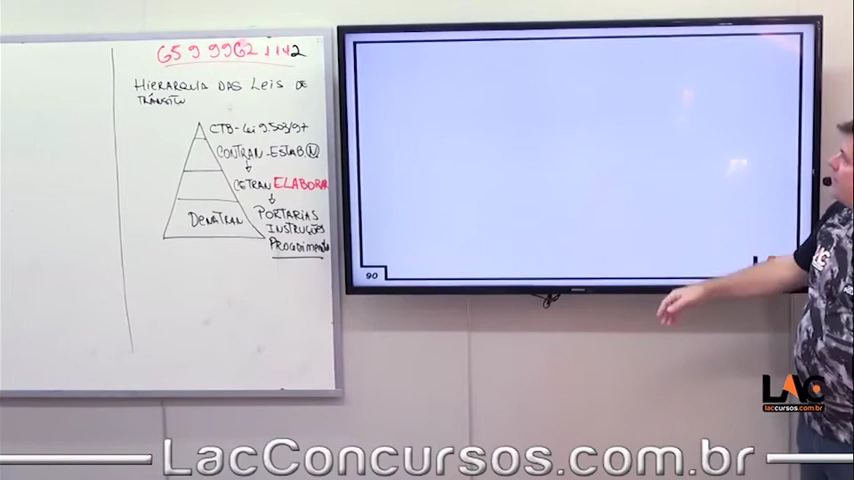 65 9 9962 1142
HIERARQUIA DAS LEIS DE
TRÂNSITO
CTB - Lei 9.503/97
CONTRAN - ESTAB. N
CETRAN ELABORAR
DENATRAN PORTARIAS
INSTRUÇÕES
PROCEDIMENTO
90
LAC
laccursos.com.br
LacConcursos.com.br